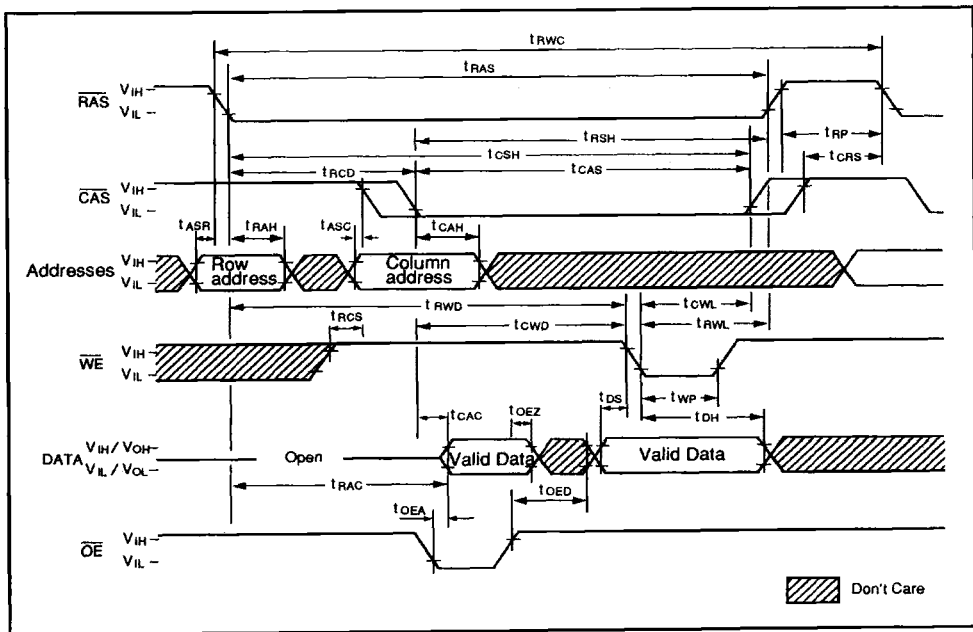 tRWC
tRAS
RAS VIH
VIL
tRP
tRSH
tCSH
tCRS
tRCD
tCAS
CAS VIH
VIL
tASR
tRAH
tASC
tCAH
Addresses VIH
VIL
Row
address
Column
address
tRWD
tCWL
tRCS
tCWD
tRWL
WE VIH
VIL
tDS
tWP
tCAC
tOEZ
tDH
DATA VIH/VOH
VIL/VOL
Open
Valid Data
Valid Data
tRAC
tOED
tOEA
OE VIH
VIL
Don't Care